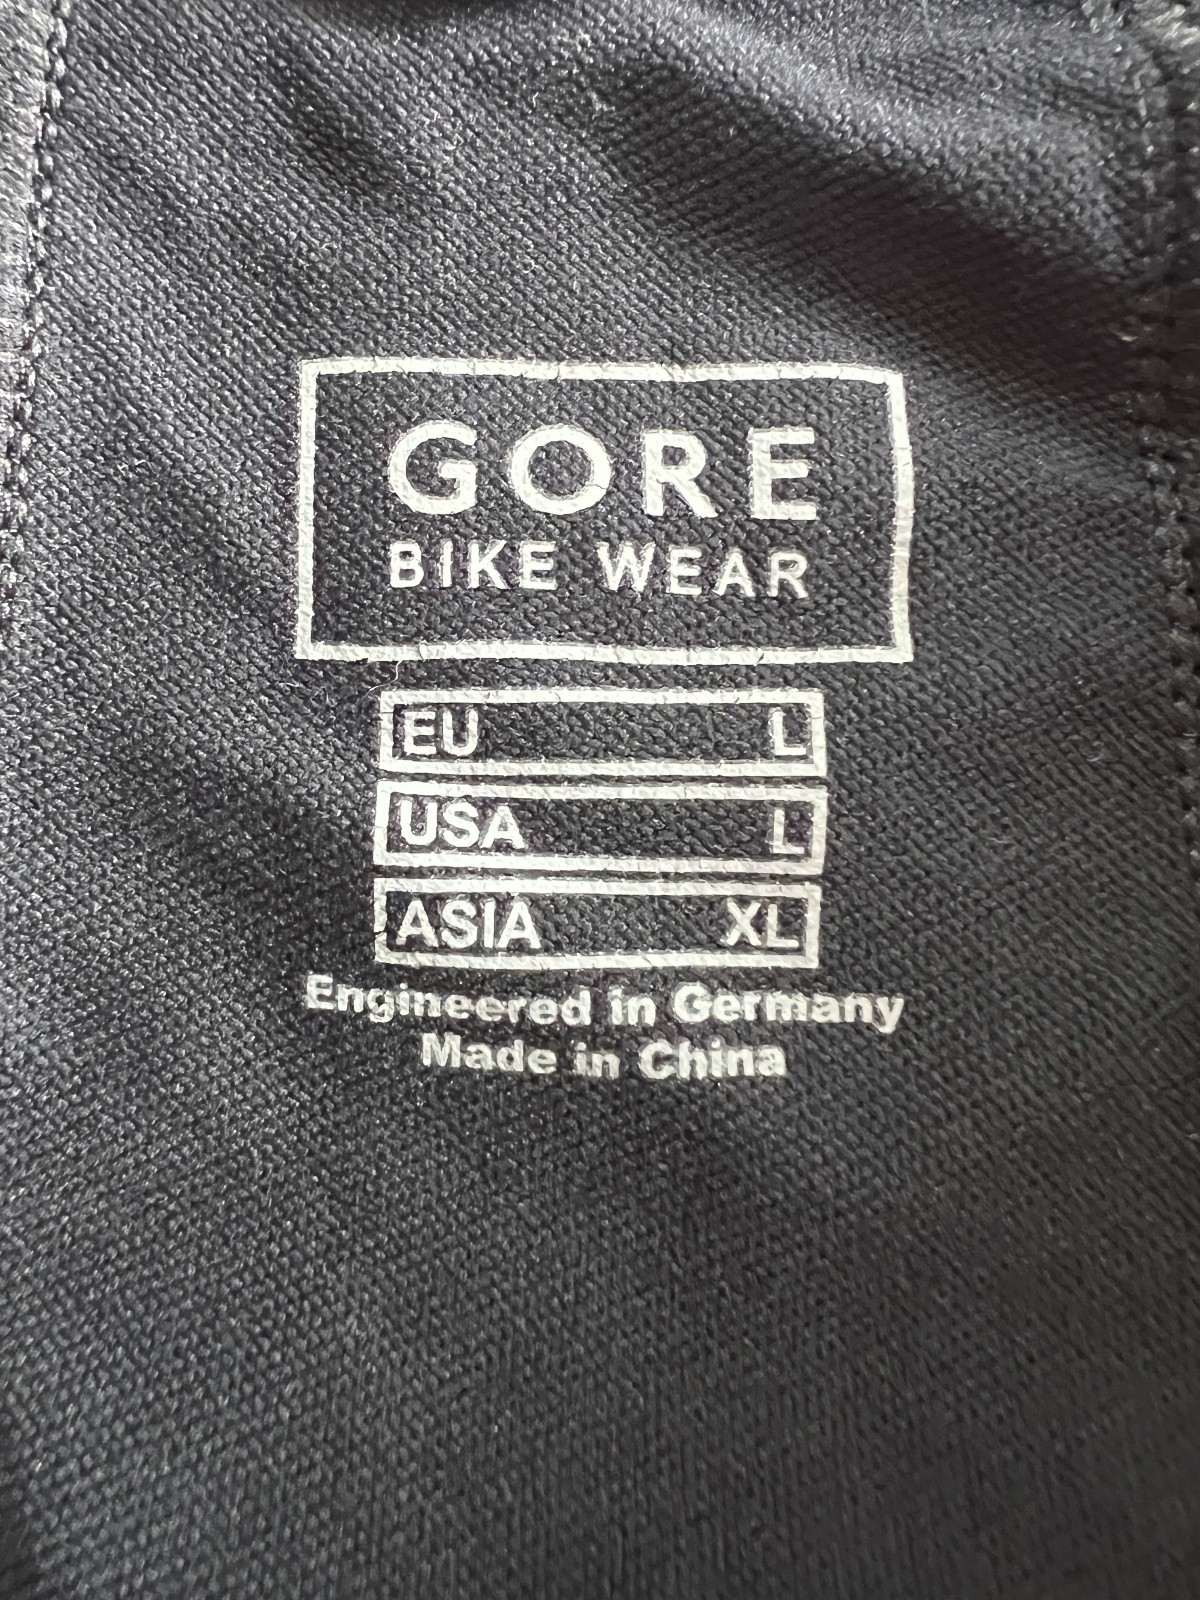 GORE
BIKE WEAR
EU L
USA L
ASIA XL
Engineered in Germany
Made in China